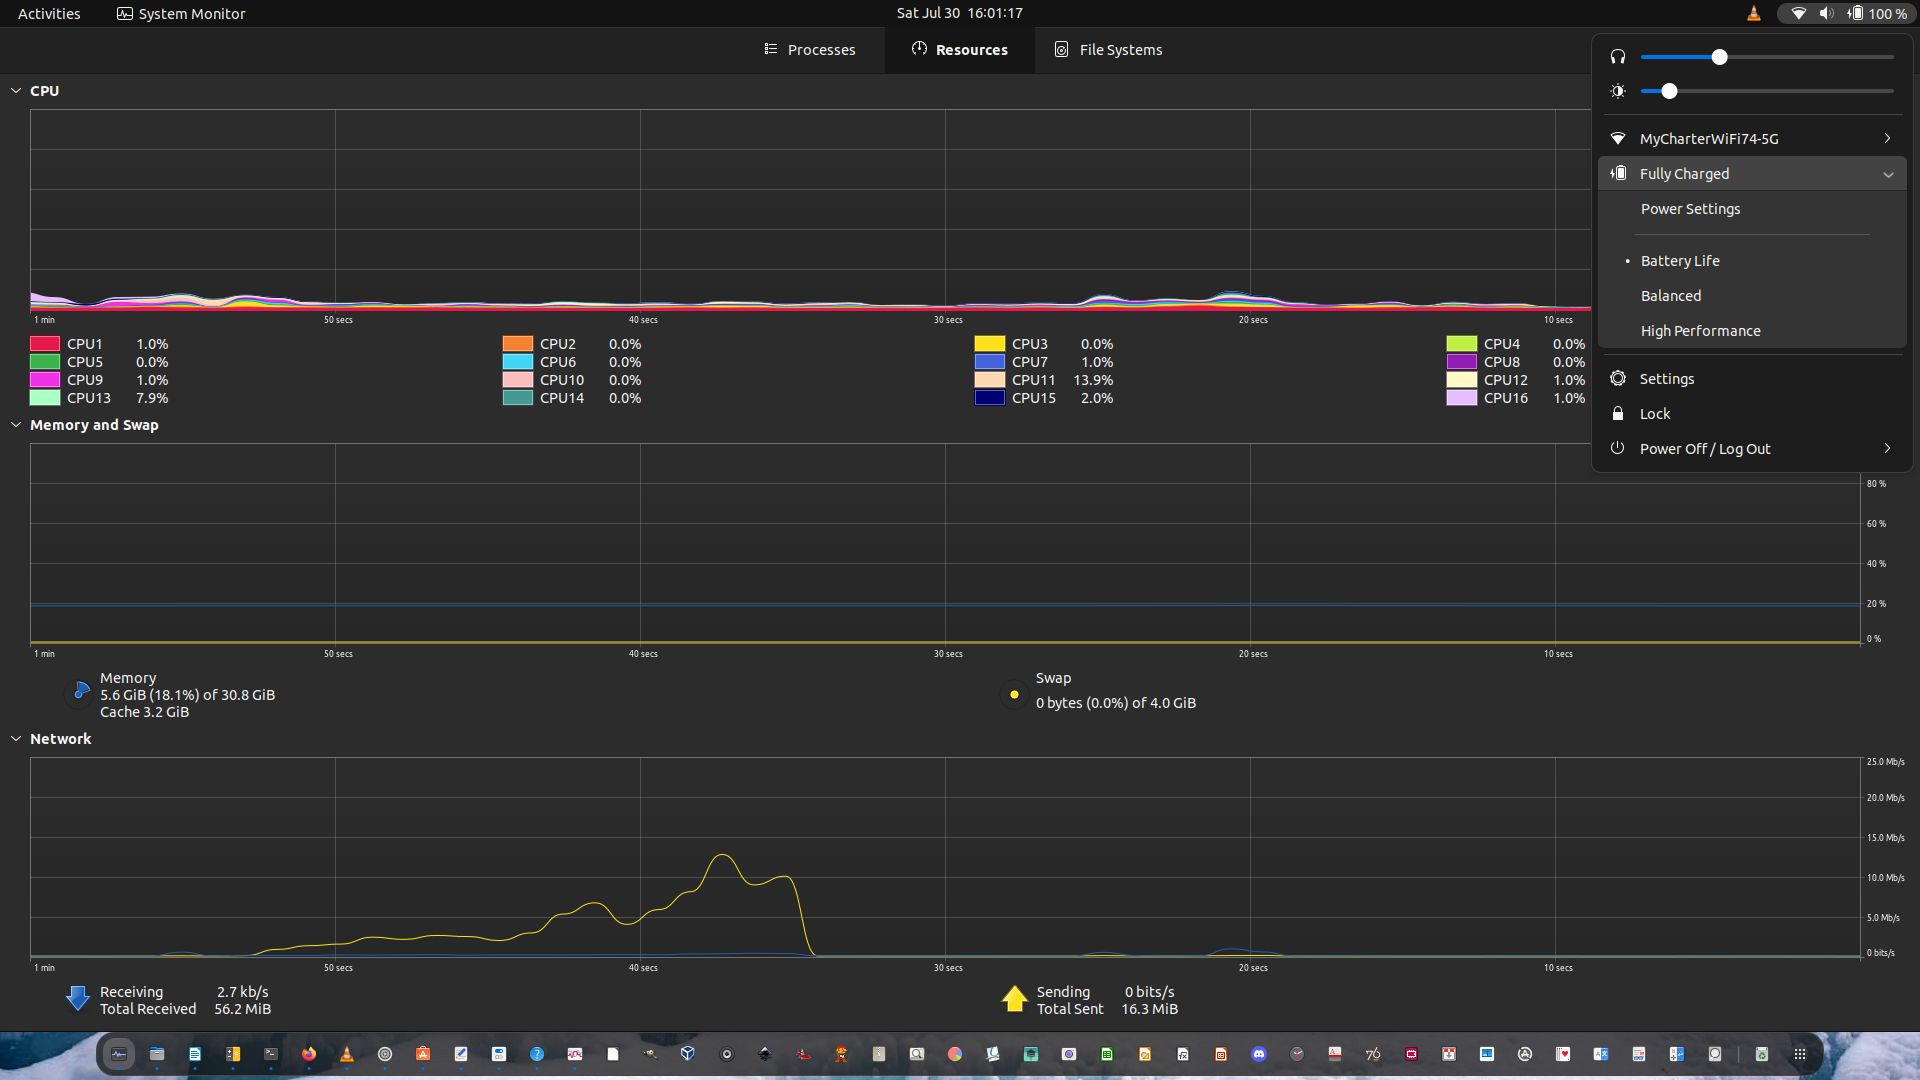 Activities
System Monitor
Sat Jul 30  16:01:17
100 %
Processes
Resources
File Systems
CPU
1 min
50 secs
40 secs
30 secs
20 secs
10 secs
CPU1 1.0%
CPU2 0.0%
CPU3 0.0%
CPU4 0.0%
CPU5 0.0%
CPU6 0.0%
CPU7 1.0%
CPU8 0.0%
CPU9 1.0%
CPU10 0.0%
CPU11 13.9%
CPU12 1.0%
CPU13 7.9%
CPU14 0.0%
CPU15 2.0%
CPU16 1.0%
MyCharterWiFi74-5G
Fully Charged
Power Settings
• Battery Life
Balanced
High Performance
Settings
Lock
Power Off / Log Out
Memory and Swap
80 %
60 %
40 %
20 %
0 %
1 min
50 secs
40 secs
30 secs
20 secs
10 secs
Memory
5.6 GiB (18.1%) of 30.8 GiB
Cache 3.2 GiB
Swap
0 bytes (0.0%) of 4.0 GiB
Network
25.0 Mb/s
20.0 Mb/s
15.0 Mb/s
10.0 Mb/s
5.0 Mb/s
0 bits/s
1 min
50 secs
40 secs
30 secs
20 secs
10 secs
Receiving 2.7 kb/s
Total Received 56.2 MiB
Sending 0 bits/s
Total Sent 16.3 MiB